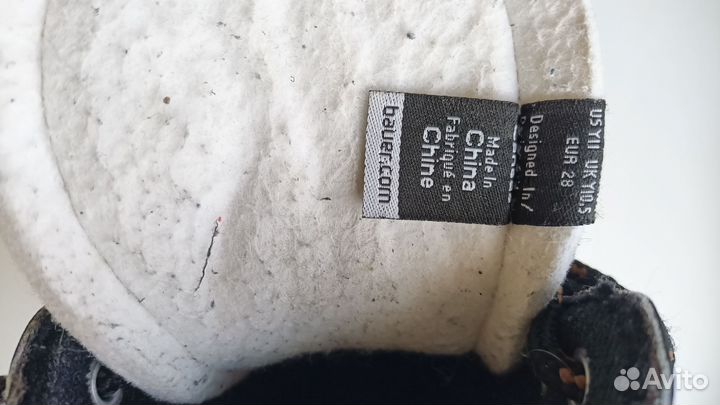 US Y11 UK Y10,5
EUR 28
Designed In/
Made In
China
Fabriqué en
Chine
bauer.com
Avito